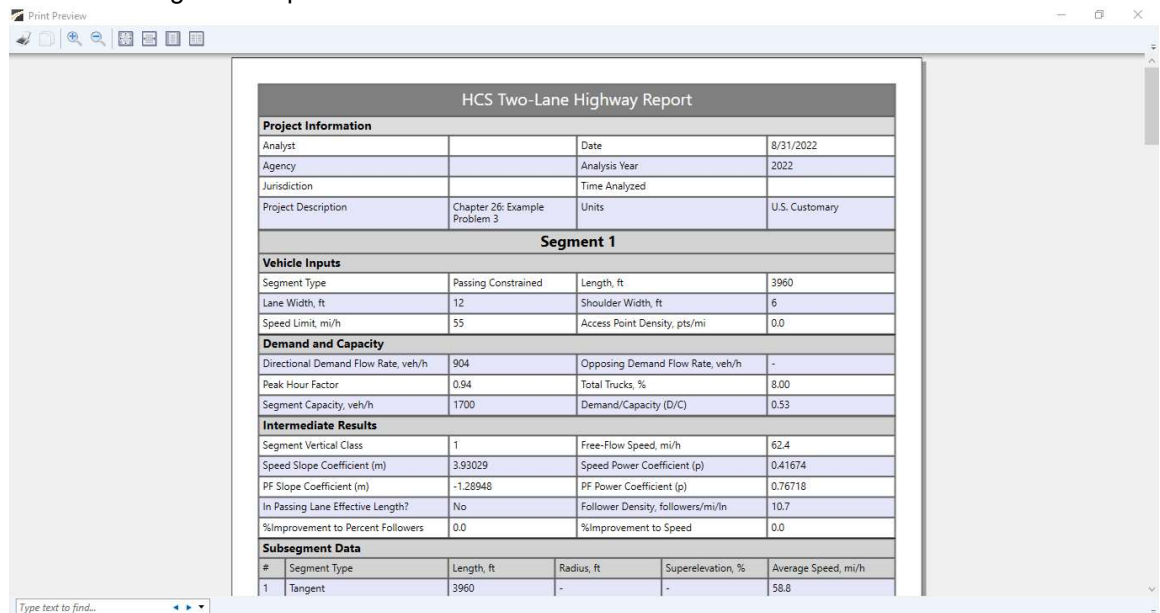 Print Preview
HCS Two-Lane Highway Report
Project Information
Analyst Date 8/31/2022
Agency Analysis Year 2022
Jurisdiction Time Analyzed
Project Description Chapter 26: Example Problem 3 Units U.S. Customary
Segment 1
Vehicle Inputs
Segment Type Passing Constrained Length, ft 3960
Lane Width, ft 12 Shoulder Width, ft 6
Speed Limit, mi/h 55 Access Point Density, pts/mi 0.0
Demand and Capacity
Directional Demand Flow Rate, veh/h 904 Opposing Demand Flow Rate, veh/h -
Peak Hour Factor 0.94 Total Trucks, % 8.00
Segment Capacity, veh/h 1700 Demand/Capacity (D/C) 0.53
Intermediate Results
Segment Vertical Class 1 Free-Flow Speed, mi/h 62.4
Speed Slope Coefficient (m) 3.93029 Speed Power Coefficient (p) 0.41674
PF Slope Coefficient (m) -1.28948 PF Power Coefficient (p) 0.76718
In Passing Lane Effective Length? No Follower Density, followers/mi/ln 10.7
%Improvement to Percent Followers 0.0 %Improvement to Speed 0.0
Subsegment Data
# Segment Type Length, ft Radius, ft Superelevation, % Average Speed, mi/h
1 Tangent 3960 - - 58.8
Type text to find...